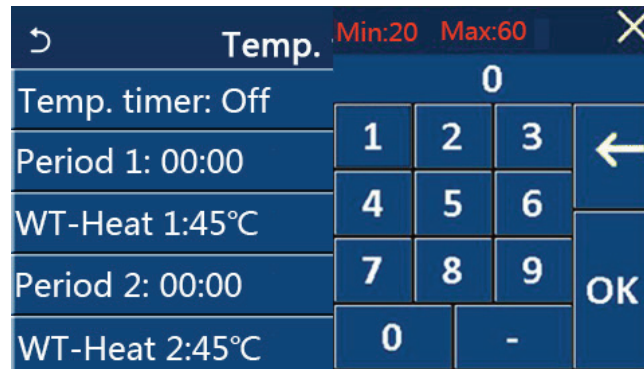 Temp.
Temp. timer: Off
Period 1: 00:00
WT-Heat 1:45℃
Period 2: 00:00
WT-Heat 2:45℃
Min:20 Max:60
0
1 2 3
4 5 6
7 8 9
OK
0 -